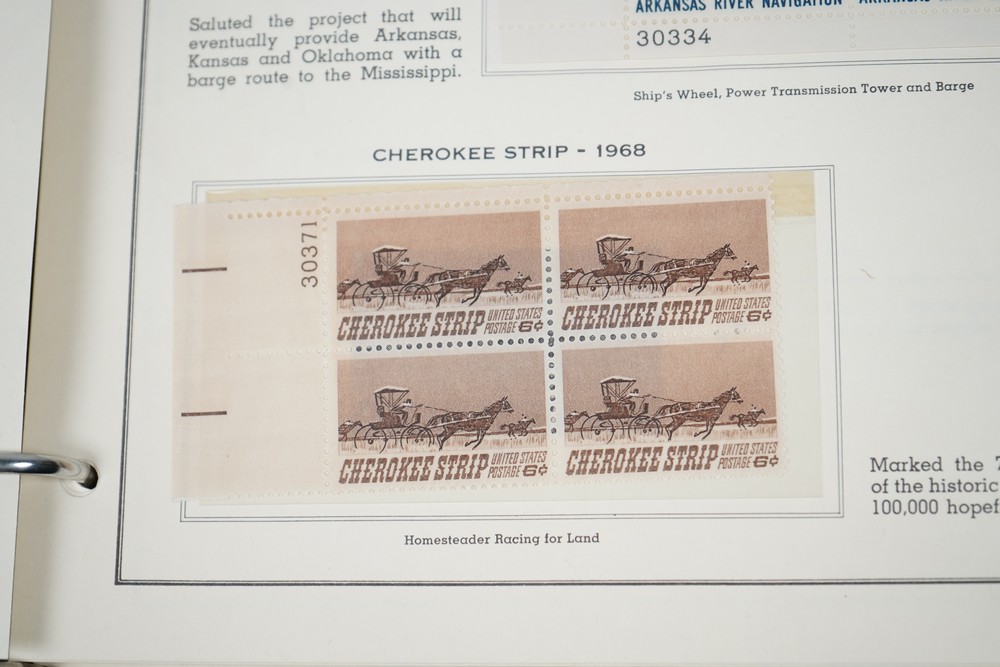 Saluted the project that will
eventually provide Arkansas,
Kansas and Oklahoma with a
barge route to the Mississippi.
ARKANSAS RIVER NAVIGATION
30334
Ship's Wheel, Power Transmission Tower and Barge
CHEROKEE STRIP - 1968
30371
CHEROKEE STRIP UNITED STATES POSTAGE 6¢
CHEROKEE STRIP UNITED STATES POSTAGE 6¢
CHEROKEE STRIP UNITED STATES POSTAGE 6¢
CHEROKEE STRIP UNITED STATES POSTAGE 6¢
Homesteader Racing for Land
Marked the
of the historic
100,000 hopef